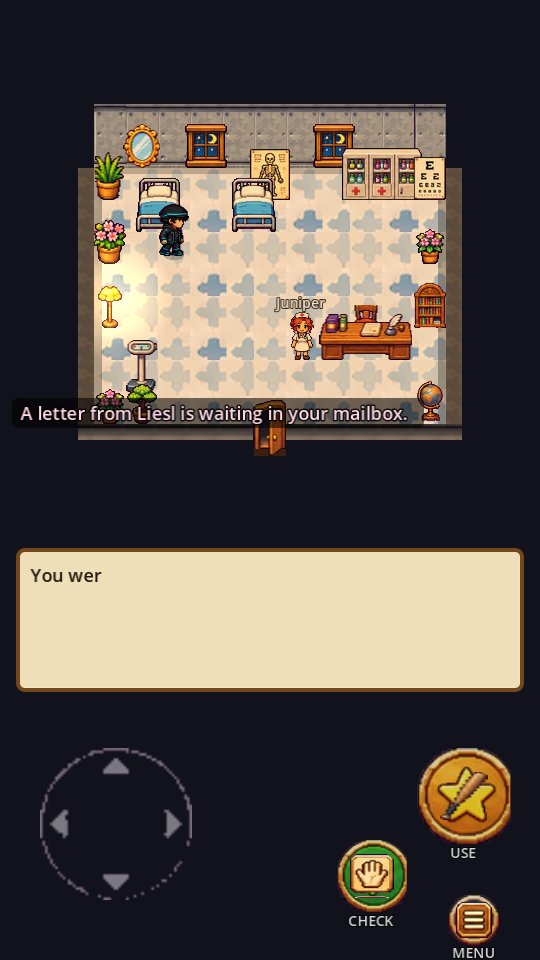 Juniper
A letter from Liesl is waiting in your mailbox.
You wer
USE
CHECK
MENU